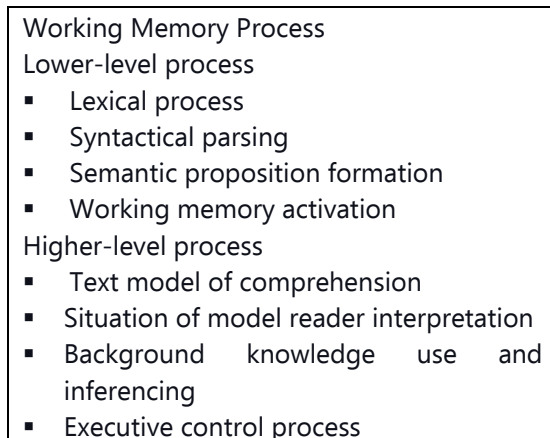 Working Memory Process
Lower-level process
▪ Lexical process
▪ Syntactical parsing
▪ Semantic proposition formation
▪ Working memory activation
Higher-level process
▪ Text model of comprehension
▪ Situation of model reader interpretation
▪ Background knowledge use and
inferencing
▪ Executive control process